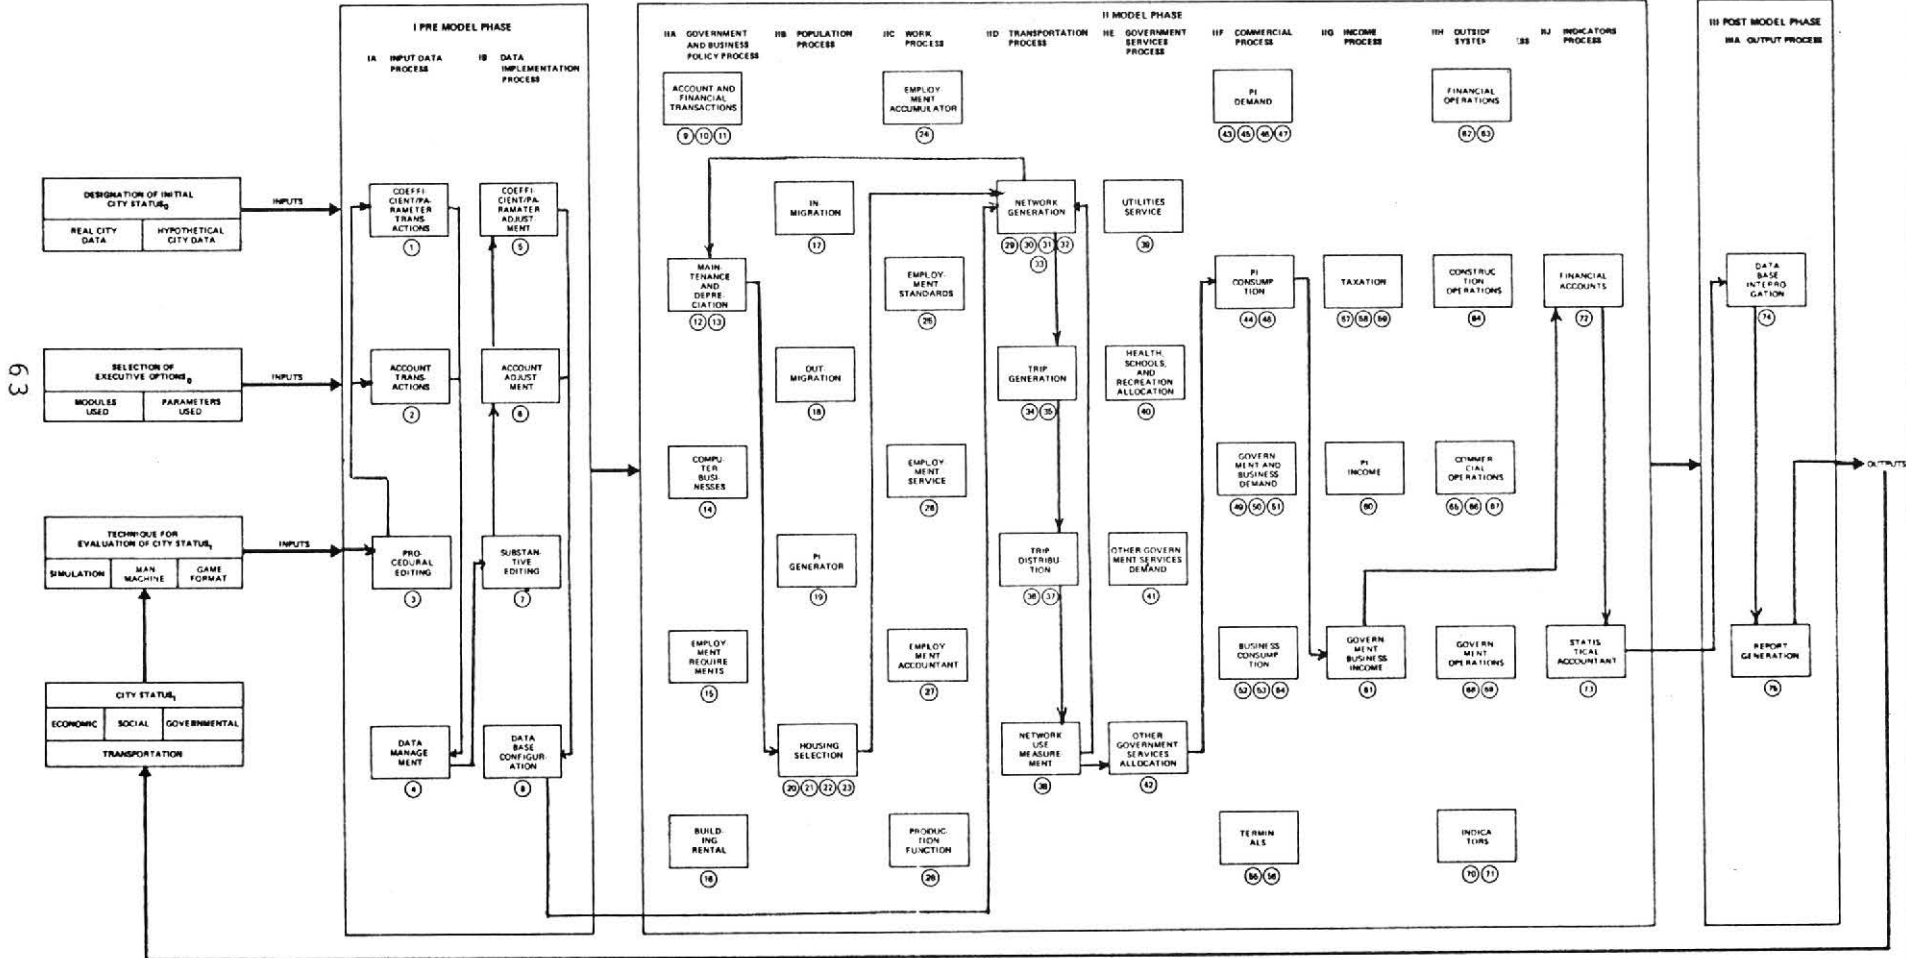 I PRE MODEL PHASE
IA INPUT DATA
PROCESS
IB DATA
IMPLEMENTATION
PROCESS
II MODEL PHASE
IIA GOVERNMENT
AND BUSINESS
POLICY PROCESS
IIB POPULATION
PROCESS
IIC WORK
PROCESS
IID TRANSPORTATION
PROCESS
IIE GOVERNMENT
SERVICES
PROCESS
IIF COMMERCIAL
PROCESS
IIG INCOME
PROCESS
IIH OUTSIDE
IIJ INDICATORS
PROCESS
III POST MODEL PHASE
IIIA OUTPUT PROCESS
63
DESIGNATION OF INITIAL
CITY STATUS0
REAL CITY
DATA
HYPOTHETICAL
CITY DATA
INPUTS
SELECTION OF
EXECUTIVE OPTIONS0
MODULES
USED
PARAMETERS
USED
INPUTS
TECHNIQUE FOR
EVALUATION OF CITY STATUS1
SIMULATION
MAN
MACHINE
GAME
FORMAT
INPUTS
CITY STATUS1
ECONOMIC
SOCIAL
GOVERNMENTAL
TRANSPORTATION
COEFFI
CIENT/PA-
RAMETER
TRANS
ACTIONS
1
ACCOUNT
TRANS-
ACTIONS
2
PRO-
CEDURAL
EDITING
3
DATA
MANAGE
MENT
4
COEFFI
CIENT/PA-
RAMATER
ADJUST-
MENT
5
ACCOUNT
ADJUST
MENT
6
SUBSTAN-
TIVE
EDITING
7
DATA
BASE
CONFIGUR-
ATION
8
ACCOUNT AND
FINANCIAL
TRANSACTIONS
9 10 11
MAIN-
TENANCE
AND
DEPRE-
CIATION
12 13
COMPU-
TER
BUSI-
NESSES
14
EMPLOY
MENT
REQUIRE
MENTS
15
BUILD-
ING
RENTAL
16
IN
MIGRATION
17
OUT
MIGRATION
18
PI
GENERATOR
19
HOUSING
SELECTION
20 21 22 23
EMPLOY
MENT
ACCUMULATOR
24
EMPLOY-
MENT
STANDARDS
25
EMPLOY-
MENT
SERVICE
26
EMPLOY
MENT
ACCOUNTANT
27
PRODUC
TION
FUNCTION
NETWORK
GENERATION
29 30 31 32
33
TRIP
GENERATION
34 35
TRIP
DISTRIBU
TION
36 37
NETWORK
USE
MEASURE
MENT
38
UTILITIES
SERVICE
39
HEALTH,
SCHOOLS,
AND
RECREATION
ALLOCATION
40
OTHER GOVERN
MENT SERVICES
DEMAND
41
OTHER
GOVERNMENT
SERVICES
ALLOCATION
42
PI
DEMAND
43 45 46 47
PI
CONSUMP
TION
44 48
GOVERN
MENT AND
BUSINESS
DEMAND
49 50 51
BUSINESS
CONSUMP
TION
52 53 54
TERMIN
ALS
55 56
TAXATION
57 58 59
PI
INCOME
60
GOVERN
MENT
BUSINESS
INCOME
61
FINANCIAL
OPERATIONS
62 63
CONSTRUC
TION
OPERATIONS
64
COMMER
CIAL
OPERATIONS
65 66 67
GOVERN
MENT
OPERATIONS
68 69
INDICA
TORS
70 71
FINANCIAL
ACCOUNTS
72
STATIS
TICAL
ACCOUNTANT
73
DATA
BASE
INTERRO
GATION
74
REPORT
GENERATION
75
OUTPUTS